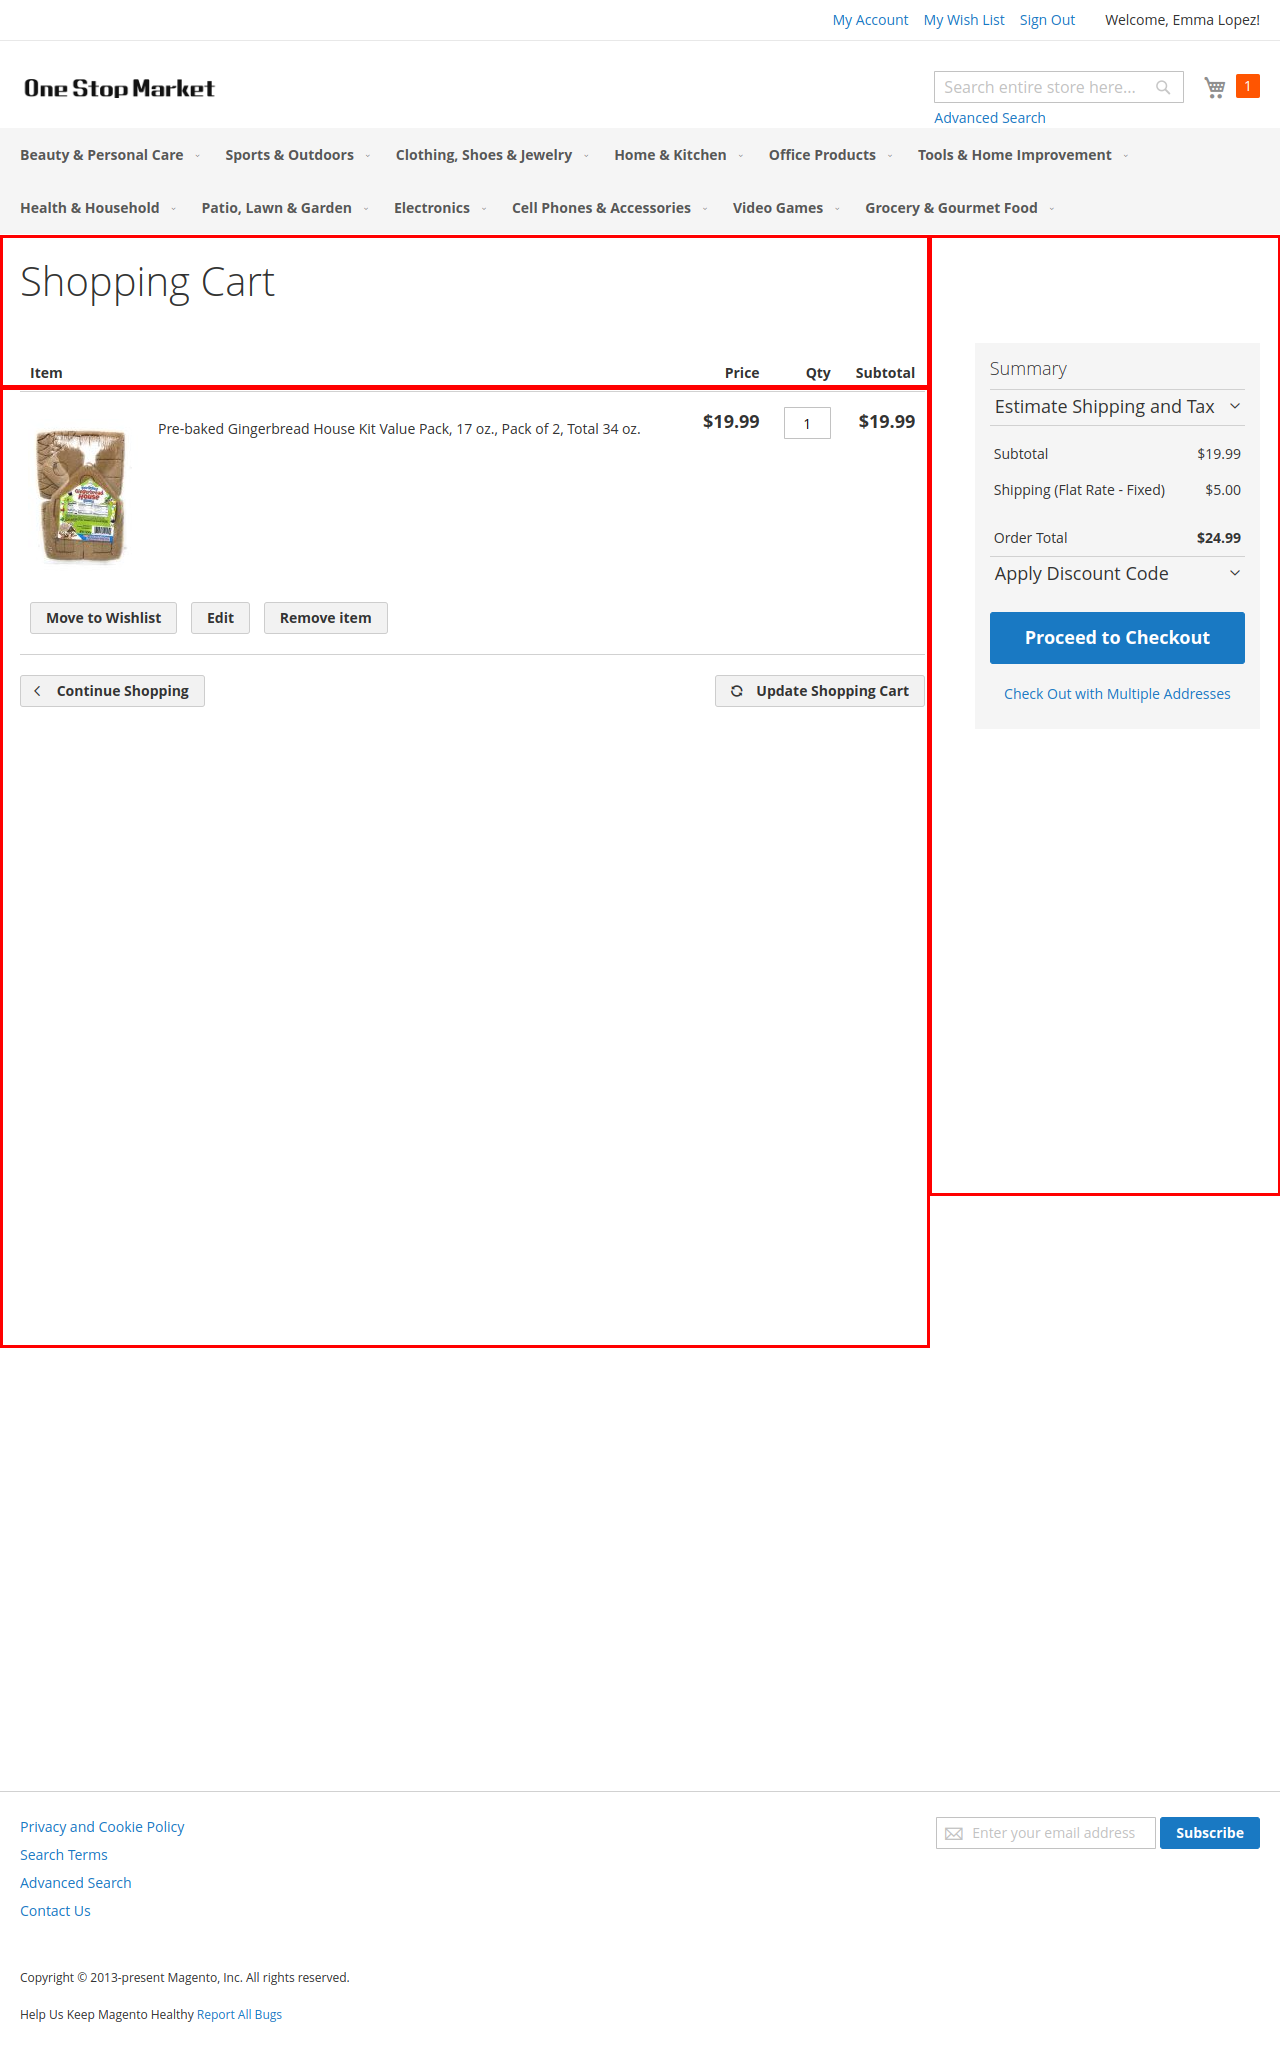 My Account My Wish List Sign Out Welcome, Emma Lopez!
One Stop Market
Search entire store here...
1
Advanced Search
Beauty & Personal Care Sports & Outdoors Clothing, Shoes & Jewelry Home & Kitchen Office Products Tools & Home Improvement
Health & Household Patio, Lawn & Garden Electronics Cell Phones & Accessories Video Games Grocery & Gourmet Food
Shopping Cart
Item Price Qty Subtotal
Pre-baked Gingerbread House Kit Value Pack, 17 oz., Pack of 2, Total 34 oz. $19.99 1 $19.99
Gingerbread
House
Move to Wishlist Edit Remove item
Continue Shopping Update Shopping Cart
Summary
Estimate Shipping and Tax
Subtotal $19.99
Shipping (Flat Rate - Fixed) $5.00
Order Total $24.99
Apply Discount Code
Proceed to Checkout
Check Out with Multiple Addresses
Privacy and Cookie Policy
Search Terms
Advanced Search
Contact Us
Enter your email address Subscribe
Copyright © 2013-present Magento, Inc. All rights reserved.
Help Us Keep Magento Healthy Report All Bugs